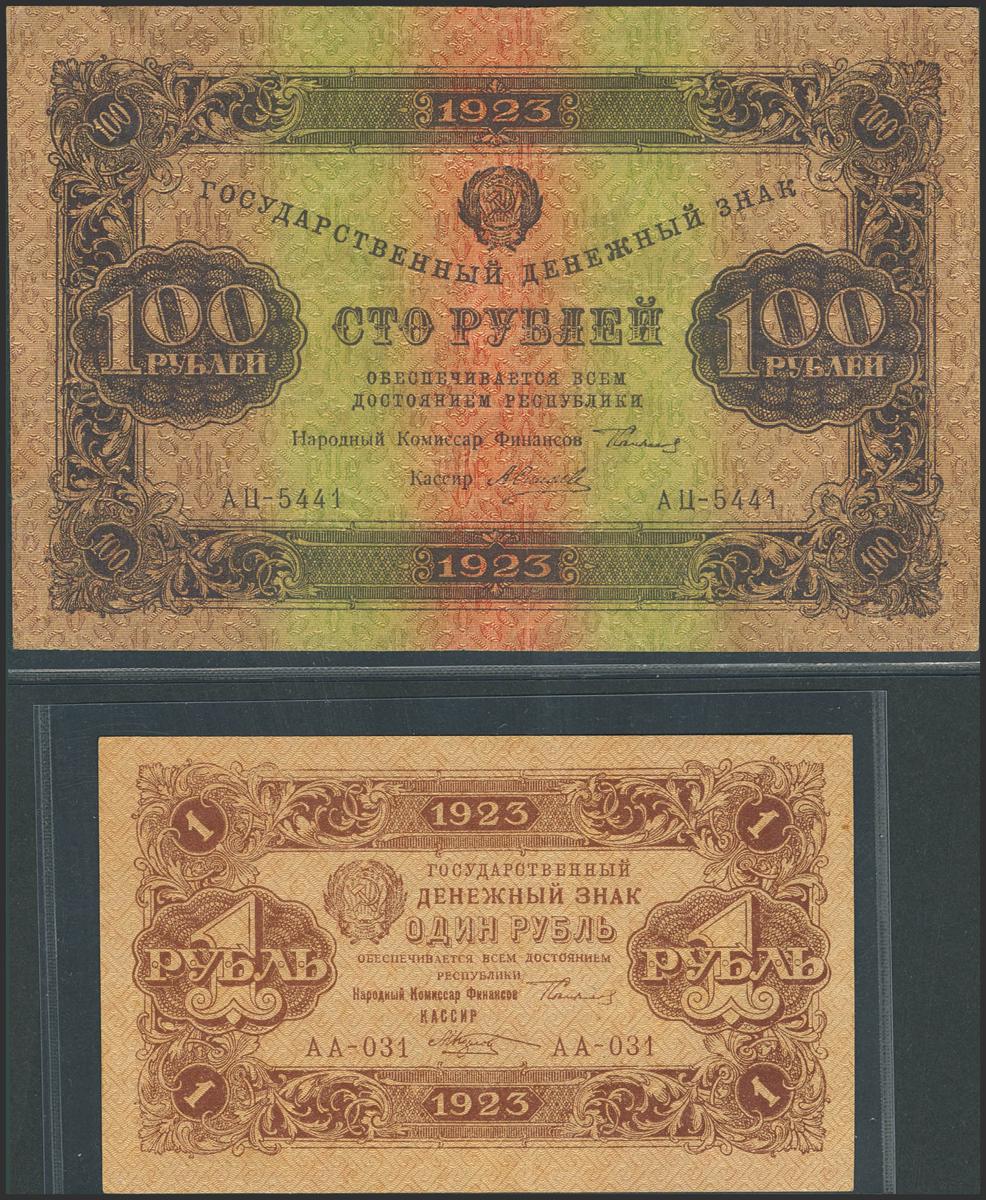 1923
100 100
ГОСУДАРСТВЕННЫЙ ДЕНЕЖНЫЙ ЗНАК
100 РУБЛЕЙ
СТО РУБЛЕЙ
100 РУБЛЕЙ
ОБЕСПЕЧИВАЕТСЯ ВСЕМ
ДОСТОЯНИЕМ РЕСПУБЛИКИ
Народный Комиссар Финансов
Кассир
АЦ-5441 АЦ-5441
100 100
1923
1923
1 1
ГОСУДАРСТВЕННЫЙ
ДЕНЕЖНЫЙ ЗНАК
ОДИН РУБЛЬ
1 РУБЛЬ
1 РУБЛЬ
ОБЕСПЕЧИВАЕТСЯ ВСЕМ ДОСТОЯНИЕМ
РЕСПУБЛИКИ
Народный Комиссар Финансов
КАССИР
АА-031 АА-031
1 1
1923